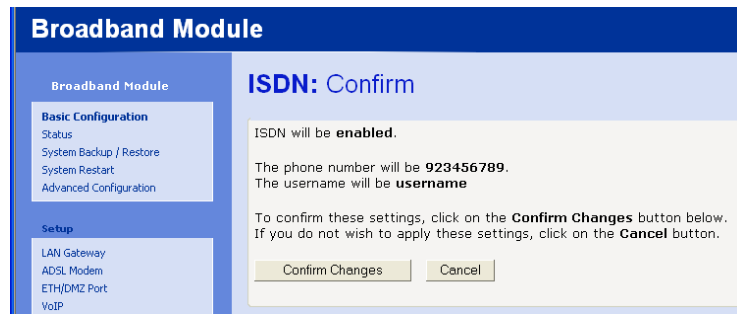 Broadband Module
Broadband Module
Basic Configuration
Status
System Backup / Restore
System Restart
Advanced Configuration
Setup
LAN Gateway
ADSL Modem
ETH/DMZ Port
VoIP
ISDN: Confirm
ISDN will be enabled.
The phone number will be 923456789.
The username will be username
To confirm these settings, click on the Confirm Changes button below.
If you do not wish to apply these settings, click on the Cancel button.
Confirm Changes
Cancel